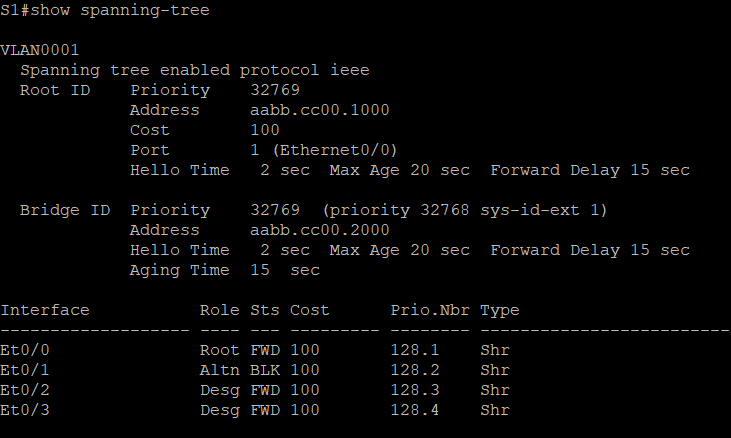 S1#show spanning-tree

VLAN0001
  Spanning tree enabled protocol ieee
  Root ID    Priority    32769
             Address     aabb.cc00.1000
             Cost        100
             Port        1 (Ethernet0/0)
             Hello Time   2 sec  Max Age 20 sec  Forward Delay 15 sec

  Bridge ID  Priority    32769  (priority 32768 sys-id-ext 1)
             Address     aabb.cc00.2000
             Hello Time   2 sec  Max Age 20 sec  Forward Delay 15 sec
             Aging Time  15  sec

Interface           Role Sts Cost      Prio.Nbr Type
------------------- ---- --- --------- -------- -------------------------
Et0/0               Root FWD 100       128.1    Shr
Et0/1               Altn BLK 100       128.2    Shr
Et0/2               Desg FWD 100       128.3    Shr
Et0/3               Desg FWD 100       128.4    Shr